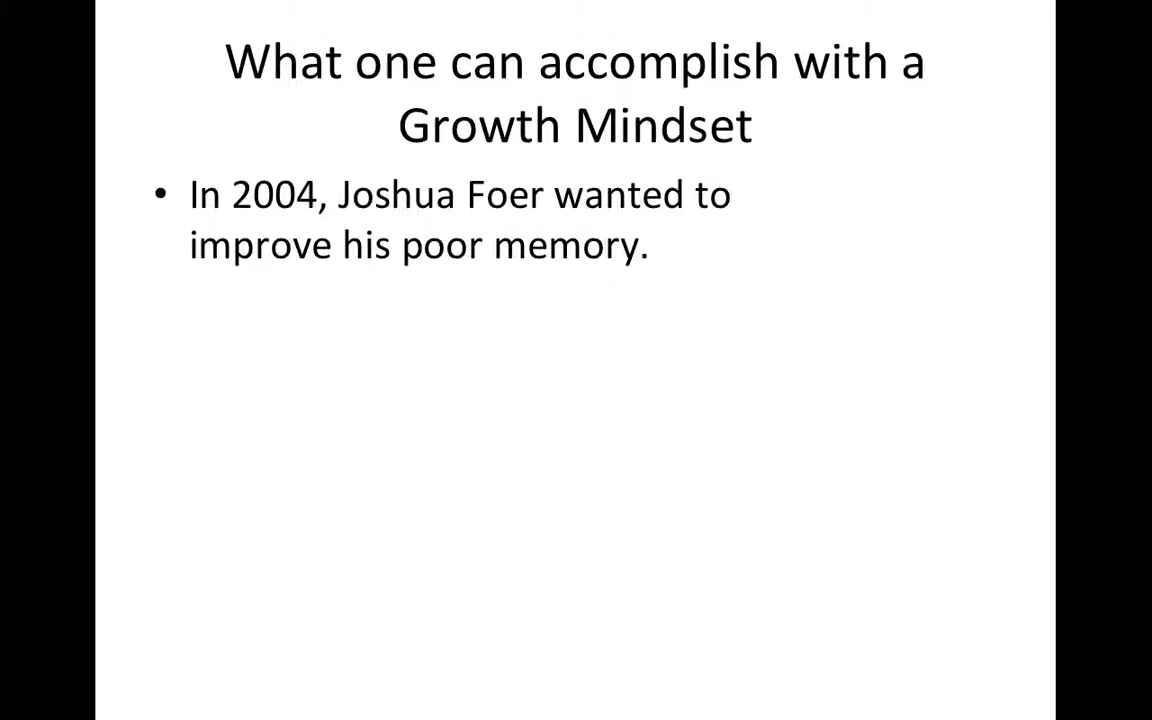 What one can accomplish with a
Growth Mindset
• In 2004, Joshua Foer wanted to
improve his poor memory.